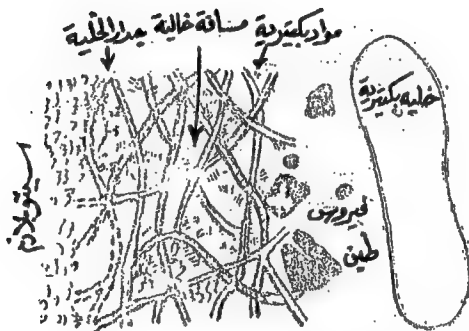 مواد بكتيرية
مسافة خالية
جدار الخلية
خلية بكتيرية
سيتوبلازم
فيروس
طين